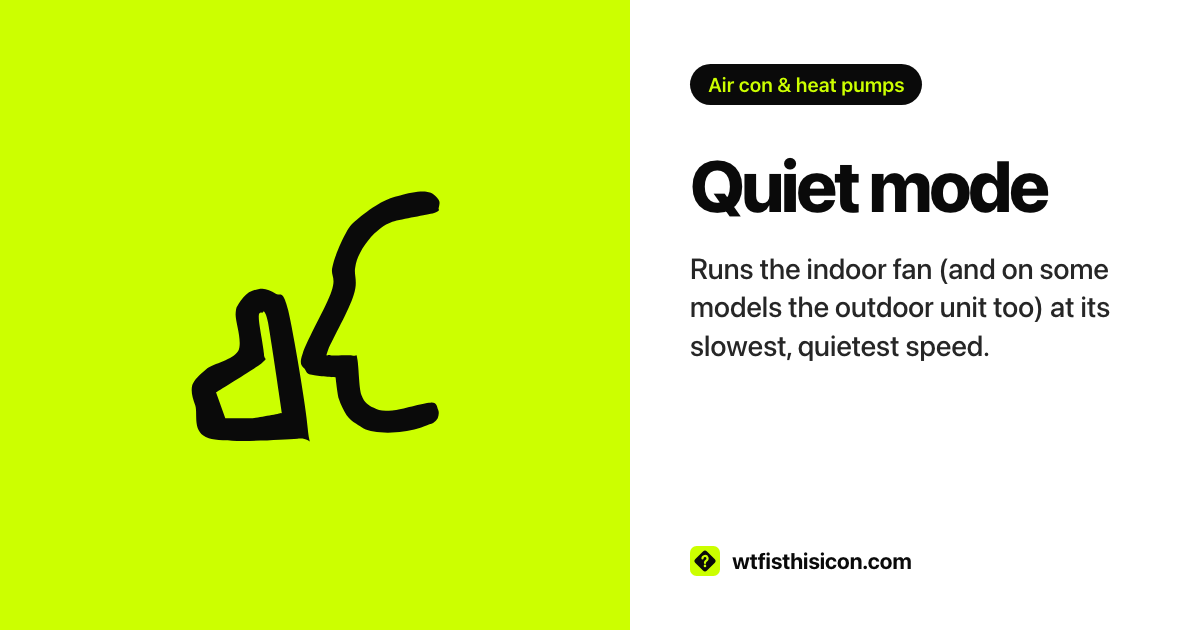 Air con & heat pumps
Quiet mode
Runs the indoor fan (and on some
models the outdoor unit too) at its
slowest, quietest speed.
?
wtfisthisicon.com